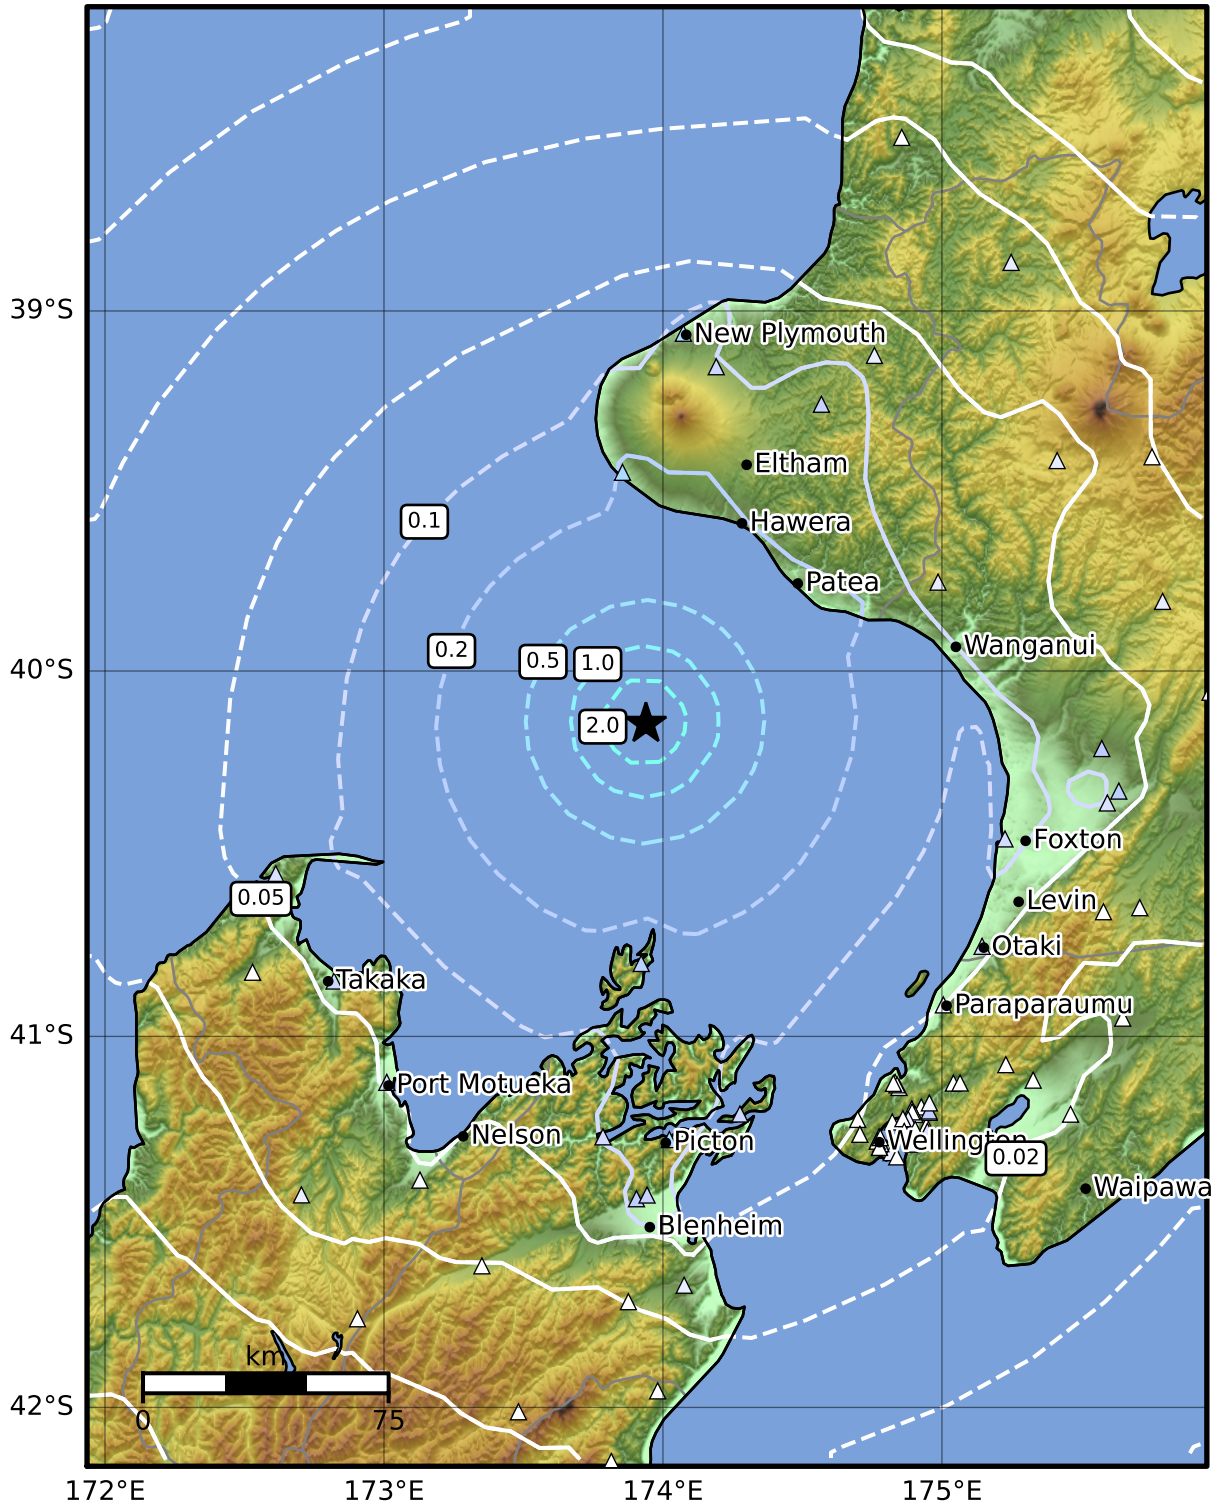 New Plymouth
39°S
Eltham
0.1
Hawera
Patea
0.2
0.5
1.0
Wanganui
40°S
2.0
Foxton
0.05
Levin
Otaki
Takaka
Paraparaumu
41°S
Port Motueka
Nelson
Picton
Wellington
0.02
Waipawa
Blenheim
km
0
75
42°S
172°E
173°E
174°E
175°E